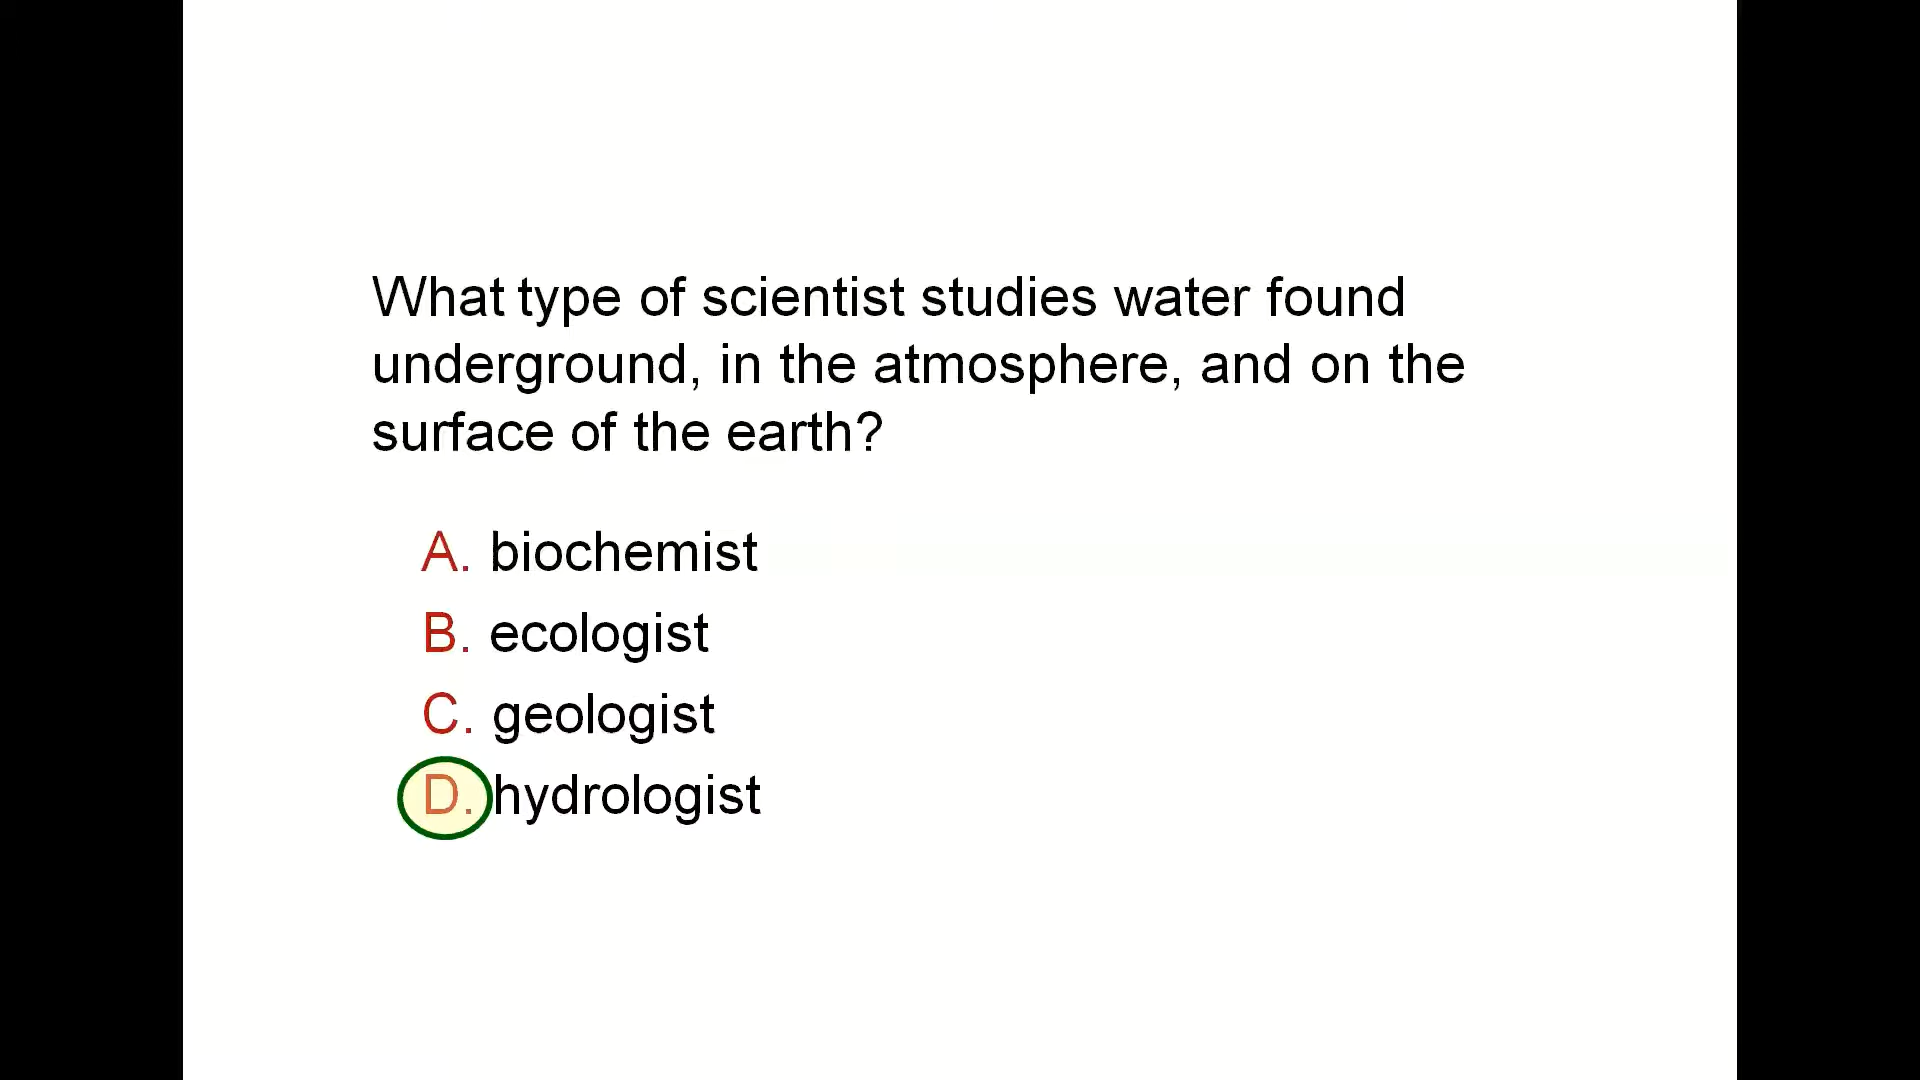 What type of scientist studies water found
underground, in the atmosphere, and on the
surface of the earth?
A. biochemist
B. ecologist
C. geologist
D. hydrologist